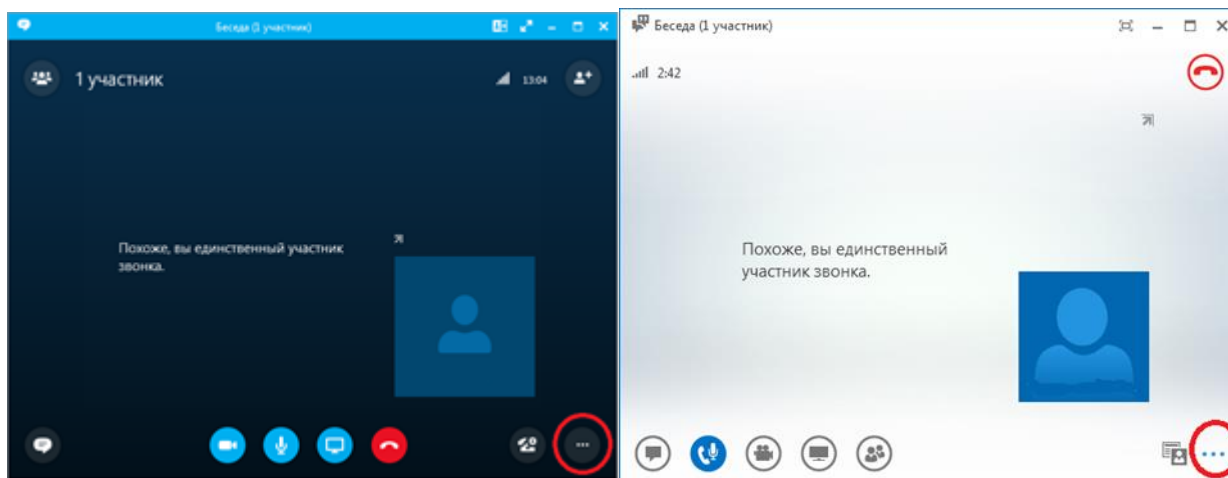 Беседа (1 участник)
1 участник
13:04
Похоже, вы единственный участник
звонка.
Беседа (1 участник)
2:42
Похоже, вы единственный
участник звонка.